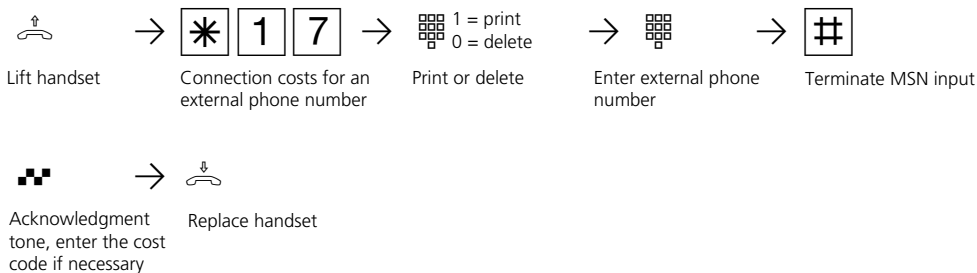 * 1 7
1 = print
0 = delete
#
Lift handset
Connection costs for an
external phone number
Print or delete
Enter external phone
number
Terminate MSN input
Acknowledgment
tone, enter the cost
code if necessary
Replace handset